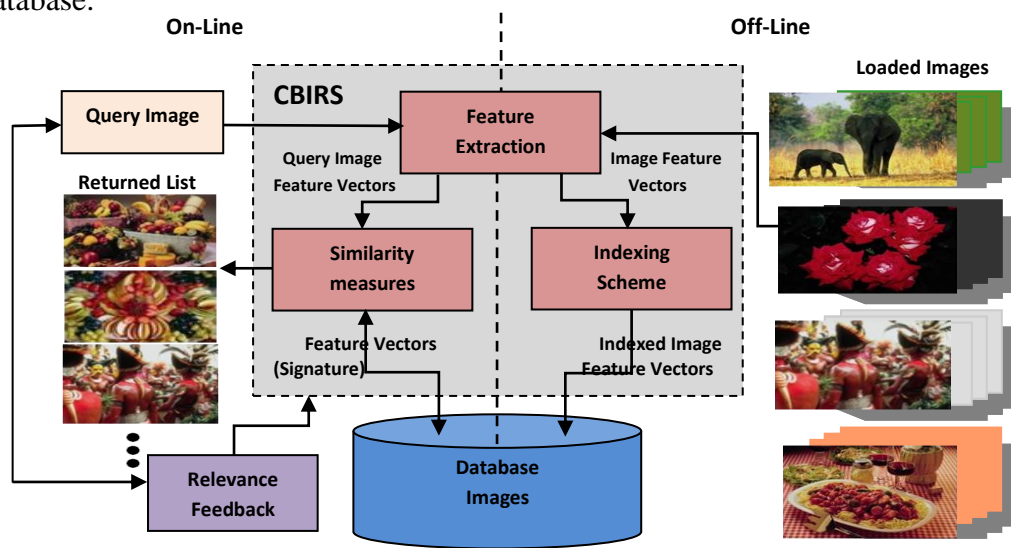 atabase.
On-Line
Off-Line
Loaded Images
CBIRS
Query Image
Feature
Extraction
Query Image
Feature Vectors
Image Feature
Vectors
Returned List
Similarity
measures
Indexing
Scheme
Feature Vectors
(Signature)
Indexed Image
Feature Vectors
Relevance
Feedback
Database
Images